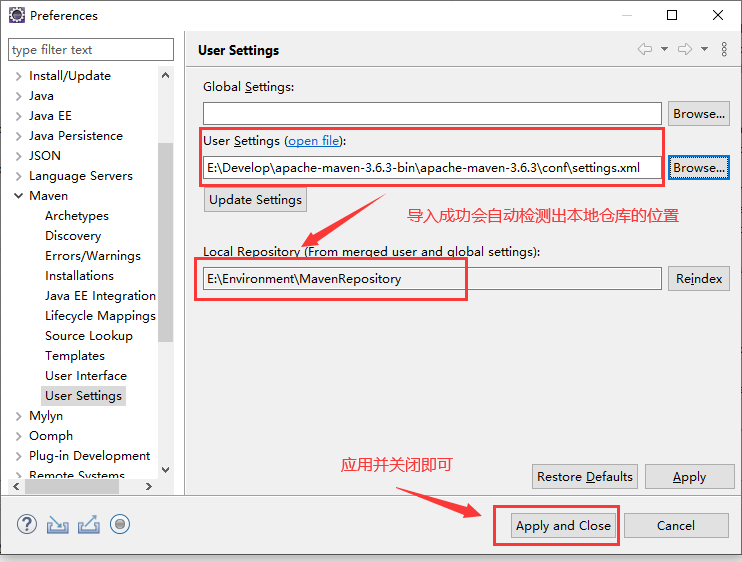 Preferences
type filter text
Install/Update
Java
Java EE
Java Persistence
JSON
Language Servers
Maven
Archetypes
Discovery
Errors/Warnings
Installations
Java EE Integration
Lifecycle Mappings
Source Lookup
Templates
User Interface
User Settings
Mylyn
Oomph
Plug-in Development
Remote Systems
User Settings
Global Settings:
Browse...
User Settings (open file):
E:\Develop\apache-maven-3.6.3-bin\apache-maven-3.6.3\conf\settings.xml
Browse...
Update Settings
导入成功会自动检测出本地仓库的位置
Local Repository (From merged user and global settings):
E:\Environment\MavenRepository
Reindex
应用并关闭即可
Restore Defaults
Apply
Apply and Close
Cancel